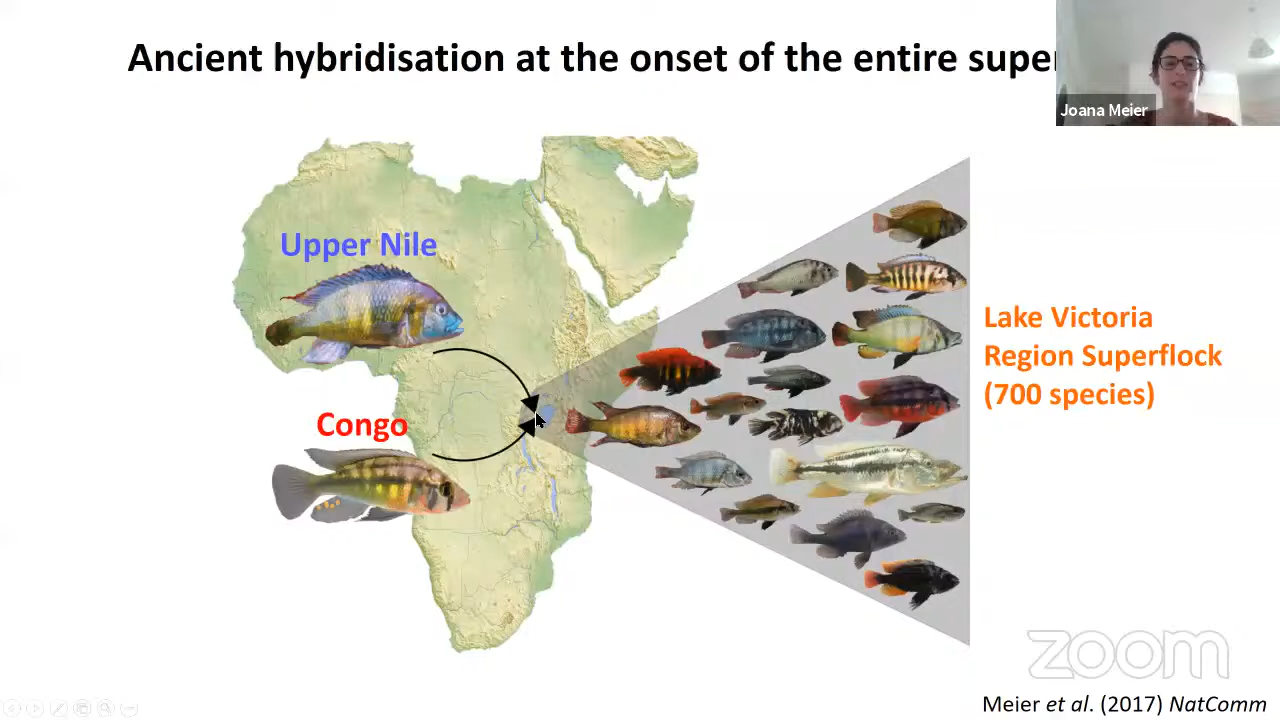 Ancient hybridisation at the onset of the entire super
Joana Meier
Upper Nile
Congo
Lake Victoria
Region Superflock
(700 species)
zoom
Meier et al. (2017) NatComm